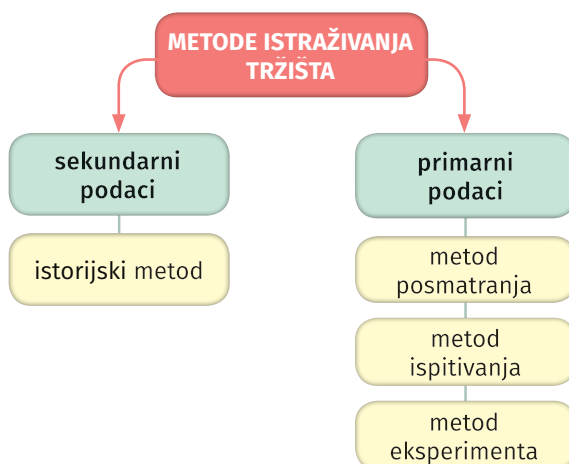 METODE ISTRAŽIVANJA
TRŽIŠTA
sekundarni
podaci
istorijski metod
primarni
podaci
metod
posmatranja
metod
ispitivanja
metod
eksperimenta